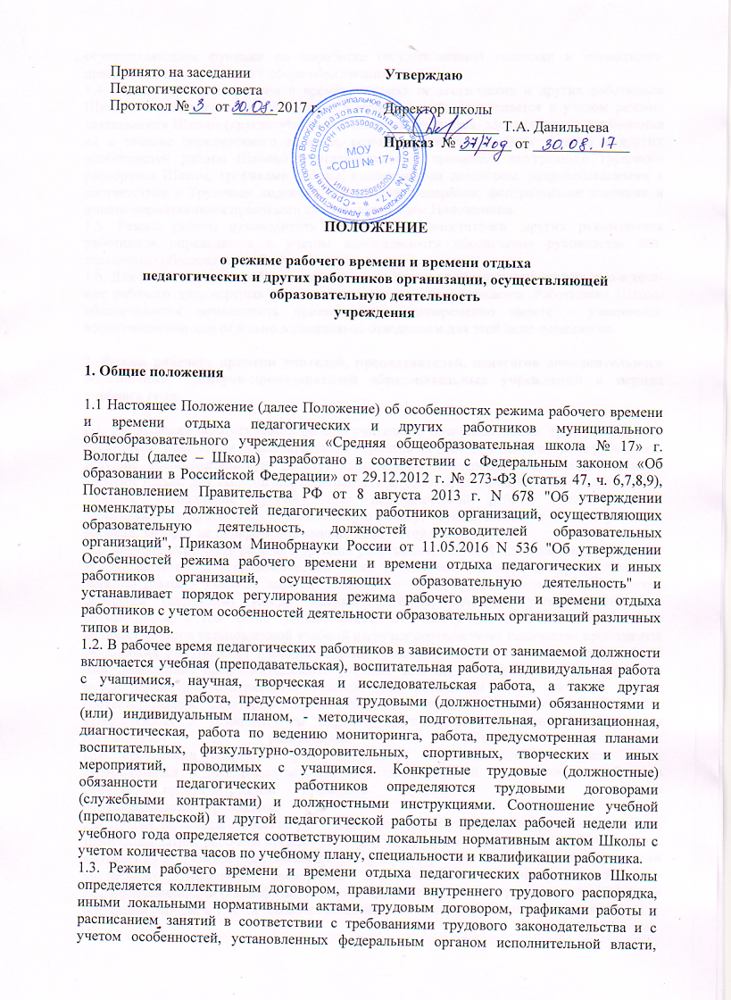 Принято на заседании
Педагогического совета
Протокол № 3 от 30.08. 2017 г.
Утверждаю
Директор школы
Т.А. Данильцева
Приказ № от 30. 08. 17
Администрация города Вологды * Муниципальное общеобразовательное учреждение *
«Средняя общеобразовательная школа № 17» *
МОУ
«СОШ № 17»
ПОЛОЖЕНИЕ
о режиме рабочего времени и времени отдыха
педагогических и других работников организации, осуществляющей
образовательную деятельность
учреждения
1. Общие положения
1.1 Настоящее Положение (далее Положение) об особенностях режима рабочего времени
и времени отдыха педагогических и других работников муниципального
общеобразовательного учреждения «Средняя общеобразовательная школа № 17» г.
Вологды (далее – Школа) разработано в соответствии с Федеральным законом «Об
образовании в Российской Федерации» от 29.12.2012 г. № 273-ФЗ (статья 47, ч. 6,7,8,9),
Постановлением Правительства РФ от 8 августа 2013 г. N 678 "Об утверждении
номенклатуры должностей педагогических работников организаций, осуществляющих
образовательную деятельность, должностей руководителей образовательных
организаций", Приказом Минобрнауки России от 11.05.2016 N 536 "Об утверждении
Особенностей режима рабочего времени и времени отдыха педагогических и иных
работников организаций, осуществляющих образовательную деятельность" и
устанавливает порядок регулирования режима рабочего времени и времени отдыха
работников с учетом особенностей деятельности образовательных организаций различных
типов и видов.
1.2. В рабочее время педагогических работников в зависимости от занимаемой должности
включается учебная (преподавательская), воспитательная работа, индивидуальная работа
с учащимися, научная, творческая и исследовательская работа, а также другая
педагогическая работа, предусмотренная трудовыми (должностными) обязанностями и
(или) индивидуальным планом, - методическая, подготовительная, организационная,
диагностическая, работа по ведению мониторинга, работа, предусмотренная планами
воспитательных, физкультурно-оздоровительных, спортивных, творческих и иных
мероприятий, проводимых с учащимися. Конкретные трудовые (должностные)
обязанности педагогических работников определяются трудовыми договорами
(служебными контрактами) и должностными инструкциями. Соотношение учебной
(преподавательской) и другой педагогической работы в пределах рабочей недели или
учебного года определяется соответствующим локальным нормативным актом Школы с
учетом количества часов по учебному плану, специальности и квалификации работника.
1.3. Режим рабочего времени и времени отдыха педагогических работников Школы
определяется коллективным договором, правилами внутреннего трудового распорядка,
иными локальными нормативными актами, трудовым договором, графиками работы и
расписанием занятий в соответствии с требованиями трудового законодательства и с
учетом особенностей, установленных федеральным органом исполнительной власти,